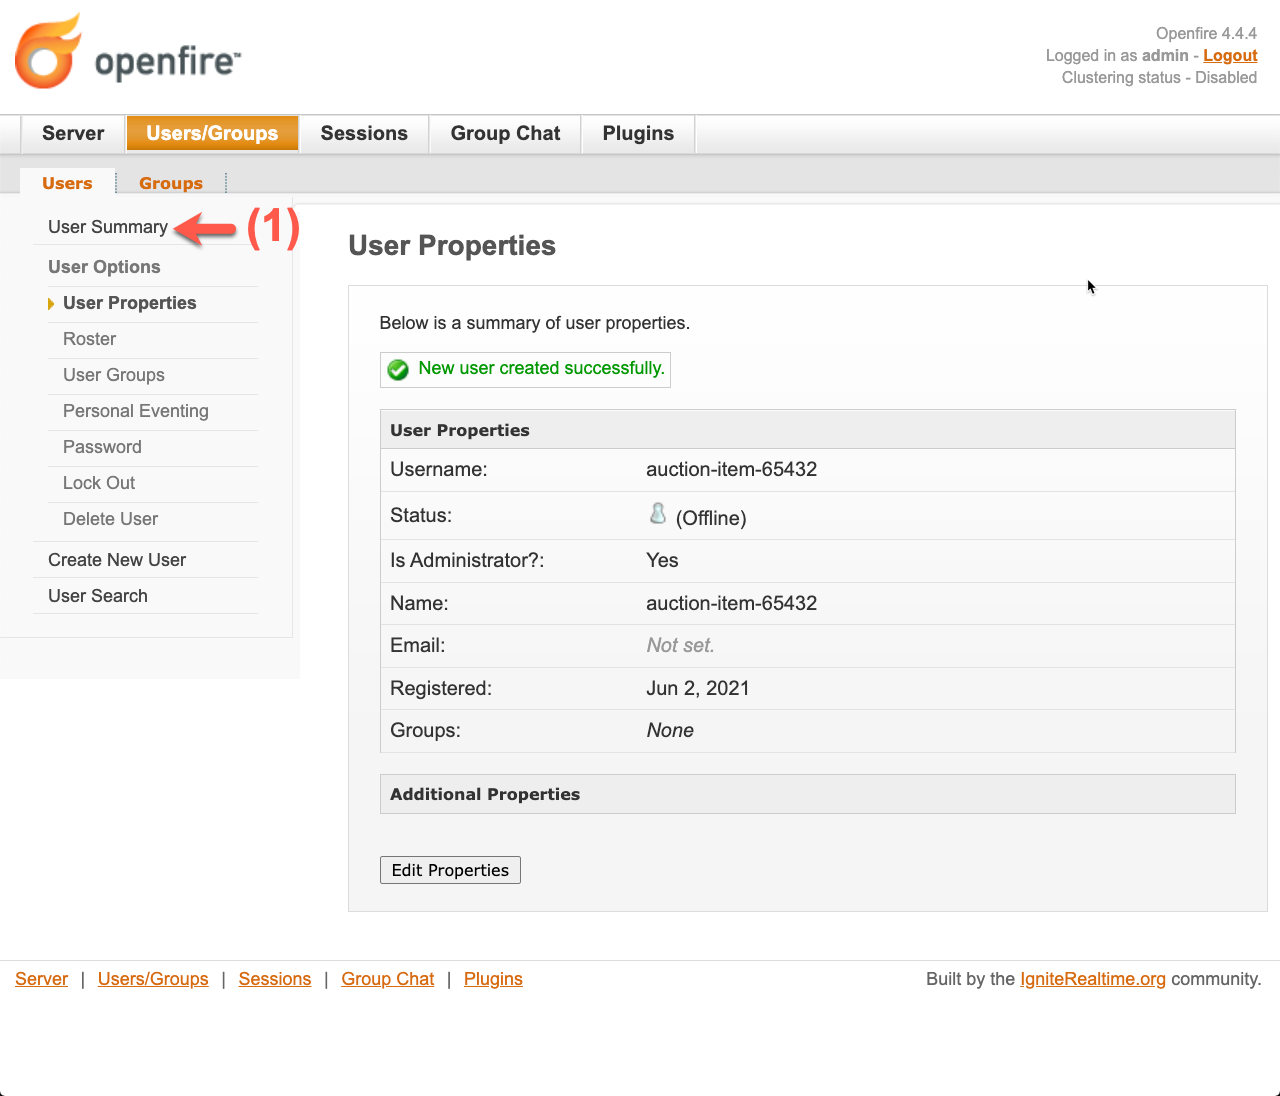 openfire™
Openfire 4.4.4
Logged in as admin - Logout
Clustering status - Disabled
Server
Users/Groups
Sessions
Group Chat
Plugins
Users
Groups
User Summary
(1)
User Options
User Properties
Roster
User Groups
Personal Eventing
Password
Lock Out
Delete User
Create New User
User Search
User Properties
Below is a summary of user properties.
New user created successfully.
User Properties
Username: auction-item-65432
Status: (Offline)
Is Administrator?: Yes
Name: auction-item-65432
Email: Not set.
Registered: Jun 2, 2021
Groups: None
Additional Properties
Edit Properties
Server | Users/Groups | Sessions | Group Chat | Plugins
Built by the IgniteRealtime.org community.